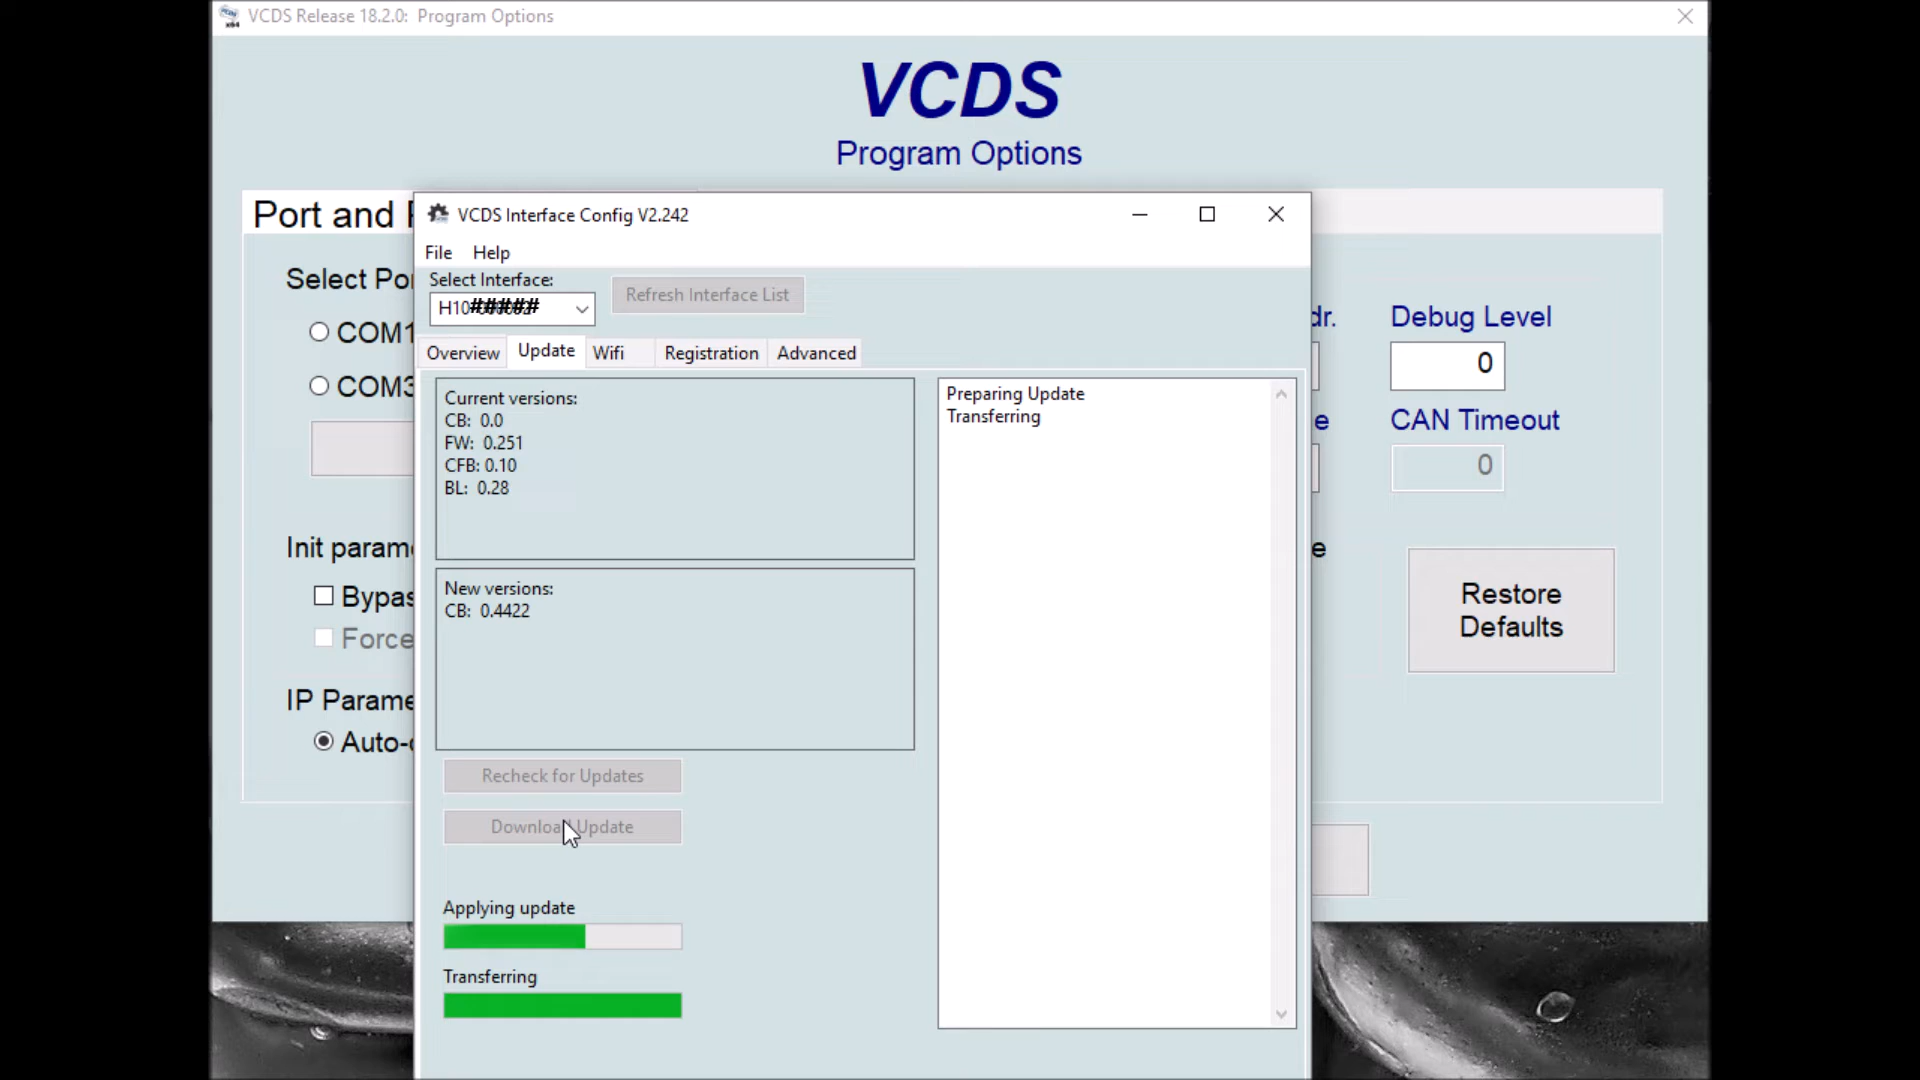 VCDS Release 18.2.0: Program Options
VCDS
Program Options
Port and
VCDS Interface Config V2.242
File Help
Select Interface:
H10-#####
Refresh Interface List
Overview Update Wifi Registration Advanced
Current versions:
CB: 0.0
FW: 0.251
CFB: 0.10
BL: 0.28
New versions:
CB: 0.4422
Recheck for Updates
Download Update
Applying update
Transferring
Preparing Update
Transferring
Select Por
COM1
COM3
Init parame
Bypas
Force
IP Parame
Auto-
dr.
Debug Level
0
e
CAN Timeout
0
e
Restore
Defaults